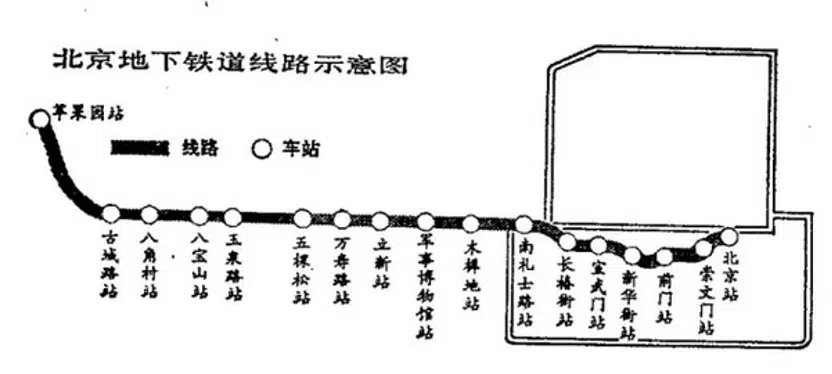 北京地下铁道线路示意图
苹果园站
线路
车站
古城路站
八角村站
八宝山站
玉泉路站
五棵松站
万寿路站
立新站
军事博物馆站
木樨地站
南礼士路站
长椿街站
宣武门站
新华街站
前门站
崇文门站
北京站